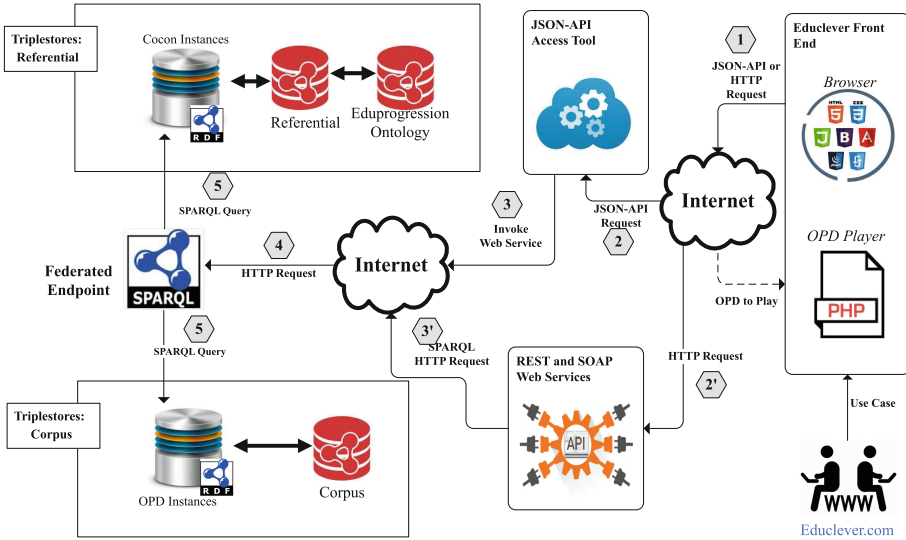 Triplestores:
Referential
Cocon Instances
RDF
Referential
Eduprogression
Ontology
5
SPARQL Query
Federated
Endpoint
SPARQL
4
HTTP Request
Internet
5
SPARQL Query
Triplestores:
Corpus
RDF
OPD Instances
Corpus
JSON-API
Access Tool
3
Invoke
Web Service
JSON-API
Request
2
3'
SPARQL
HTTP Request
REST and SOAP
Web Services
API
1
JSON-API or
HTTP
Request
Internet
OPD to Play
HTTP Request
2'
Educlever Front
End
Browser
HTML
CSS
5
3
J
B
A
OPD Player
PHP
Use Case
WWW
Educlever.com